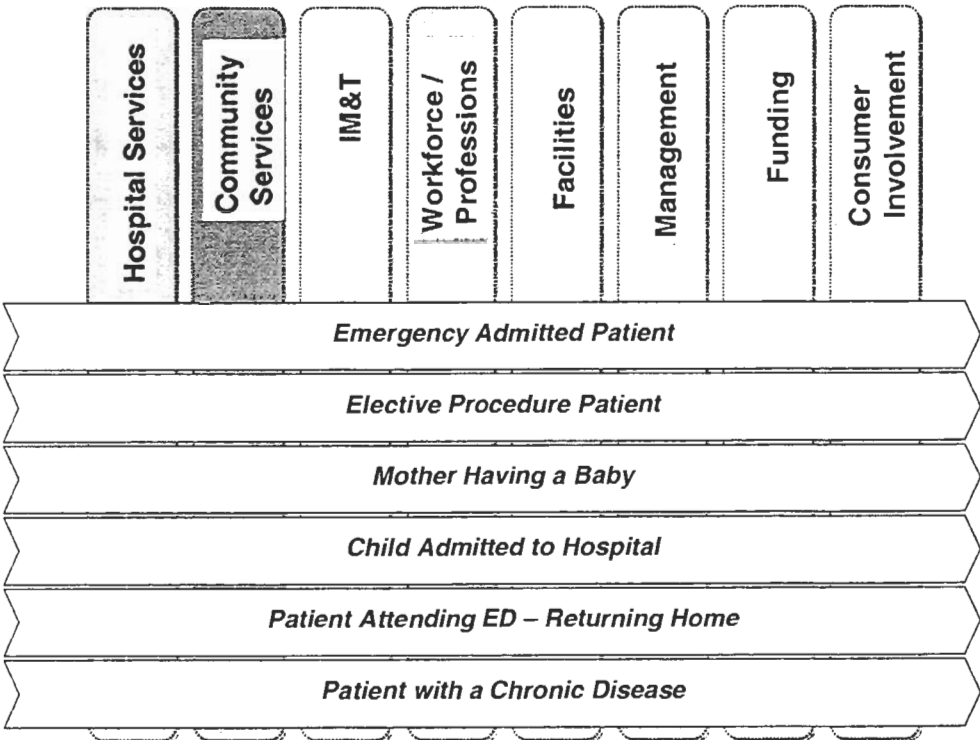 Hospital Services
Community
Services
IM&T
Workforce /
Professions
Facilities
Management
Funding
Consumer
Involvement
Emergency Admitted Patient
Elective Procedure Patient
Mother Having a Baby
Child Admitted to Hospital
Patient Attending ED – Returning Home
Patient with a Chronic Disease